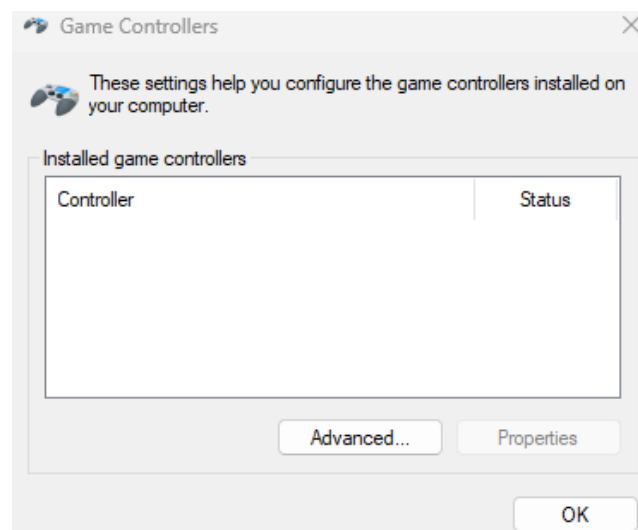 Game Controllers
These settings help you configure the game controllers installed on
your computer.
Installed game controllers
Controller Status
Advanced... Properties
OK